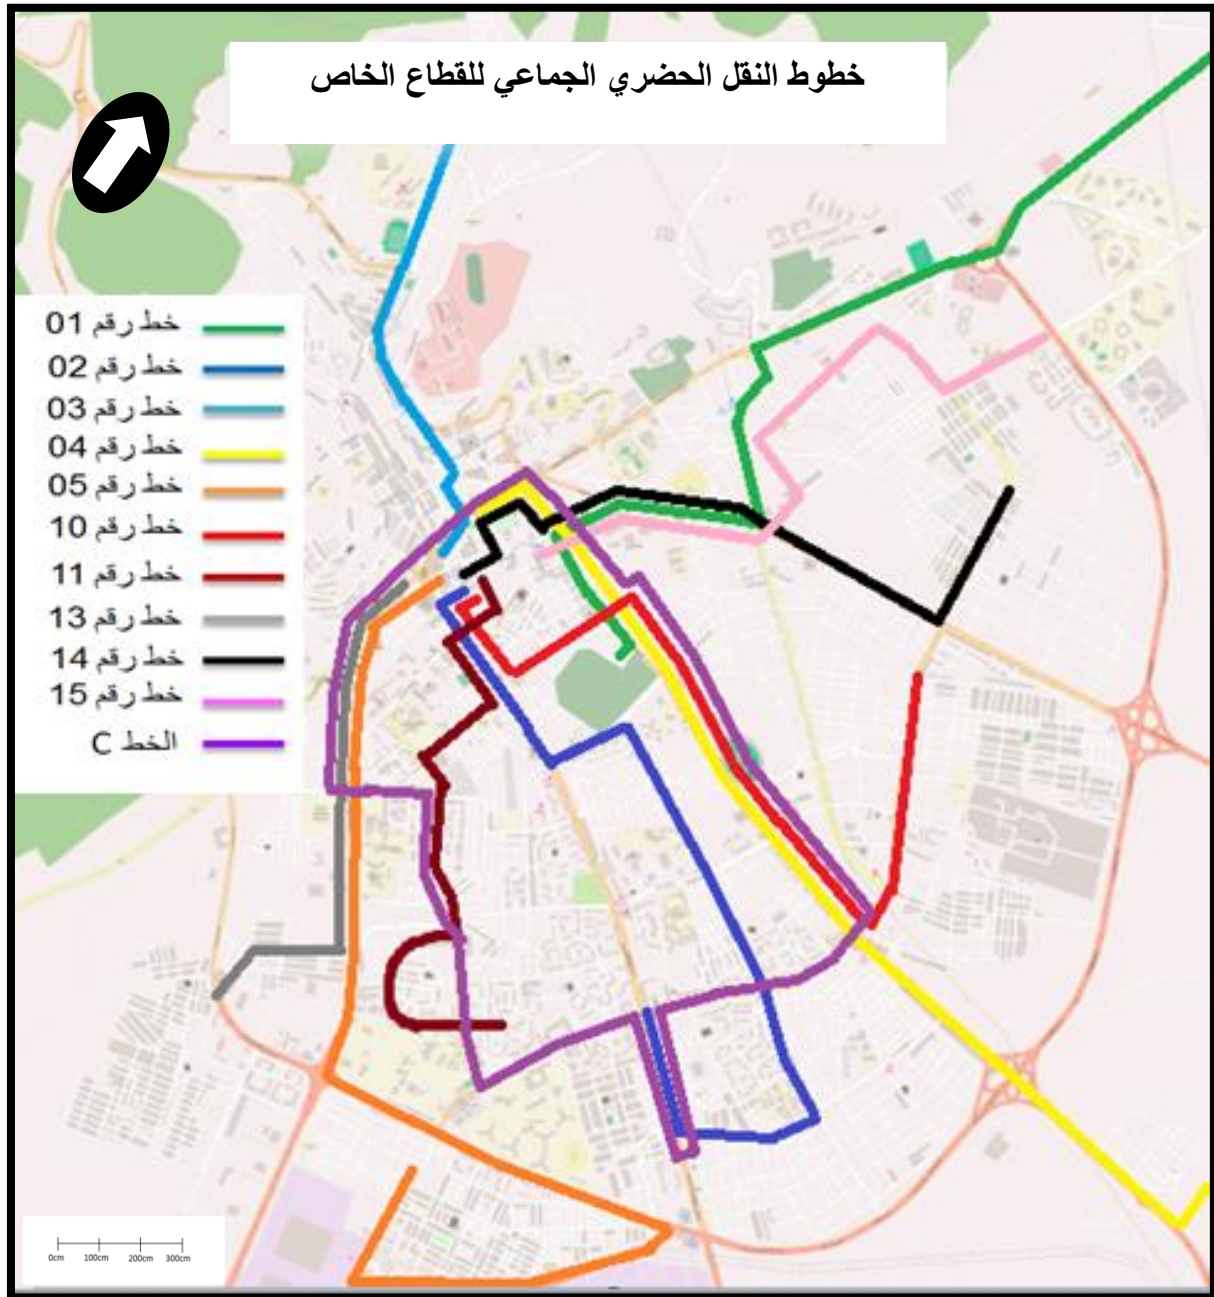 خطوط النقل الحضري الجماعي للقطاع الخاص
خط رقم 01
خط رقم 02
خط رقم 03
خط رقم 04
خط رقم 05
خط رقم 10
خط رقم 11
خط رقم 13
خط رقم 14
خط رقم 15
الخط C
0cm 100cm 200cm 300cm